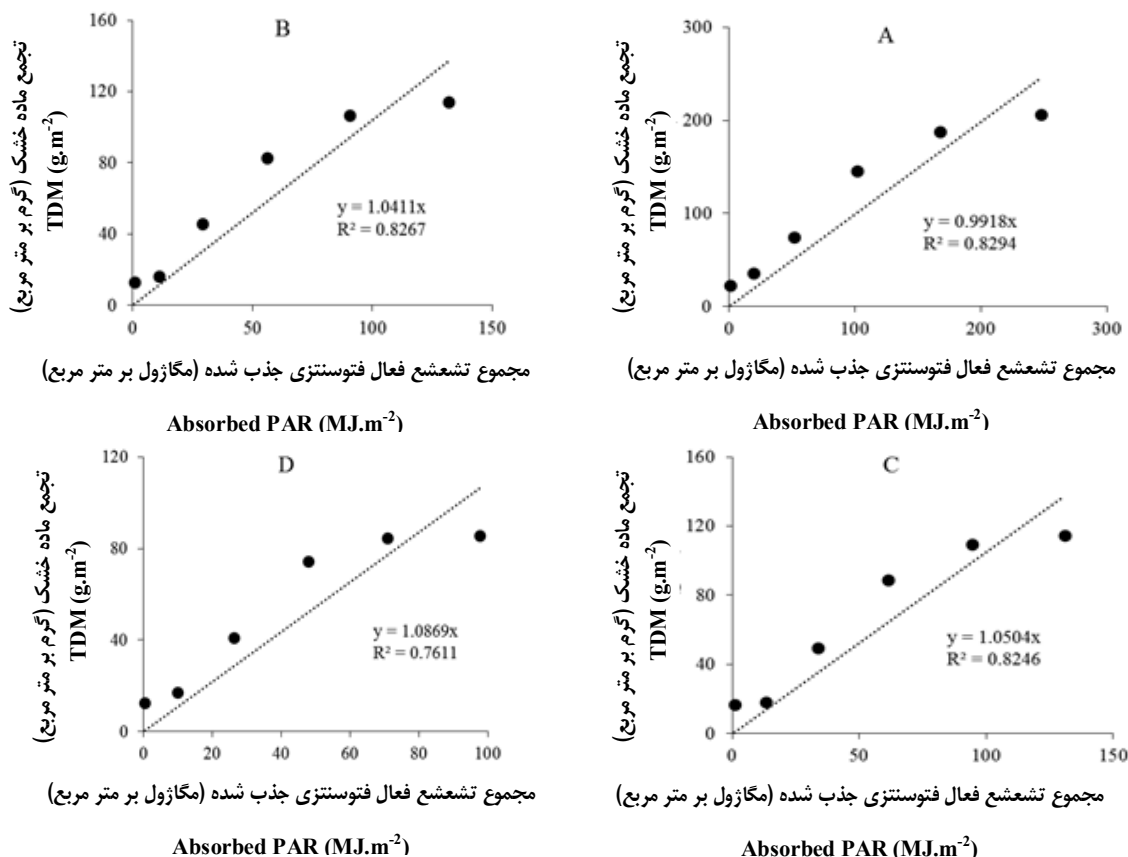 B
160
120
80
40
0
0 50 100 150
y = 1.0411x
R² = 0.8267
تجمع ماده خشک (گرم بر متر مربع)
TDM (g.m⁻²)
مجموع تشعشع فعال فتوسنتزی جذب شده (مگاژول بر متر مربع)
Absorbed PAR (MJ.m⁻²)
A
300
200
100
0
0 100 200 300
y = 0.9918x
R² = 0.8294
تجمع ماده خشک (گرم بر متر مربع)
TDM (g.m⁻²)
مجموع تشعشع فعال فتوسنتزی جذب شده (مگاژول بر متر مربع)
Absorbed PAR (MJ.m⁻²)
D
120
80
40
0
0 20 40 60 80 100
y = 1.0869x
R² = 0.7611
تجمع ماده خشک (گرم بر متر مربع)
TDM (g.m⁻²)
مجموع تشعشع فعال فتوسنتزی جذب شده (مگاژول بر متر مربع)
Absorbed PAR (MJ.m⁻²)
C
160
120
80
40
0
0 50 100 150
y = 1.0504x
R² = 0.8246
تجمع ماده خشک (گرم بر متر مربع)
TDM (g.m⁻²)
مجموع تشعشع فعال فتوسنتزی جذب شده (مگاژول بر متر مربع)
Absorbed PAR (MJ.m⁻²)